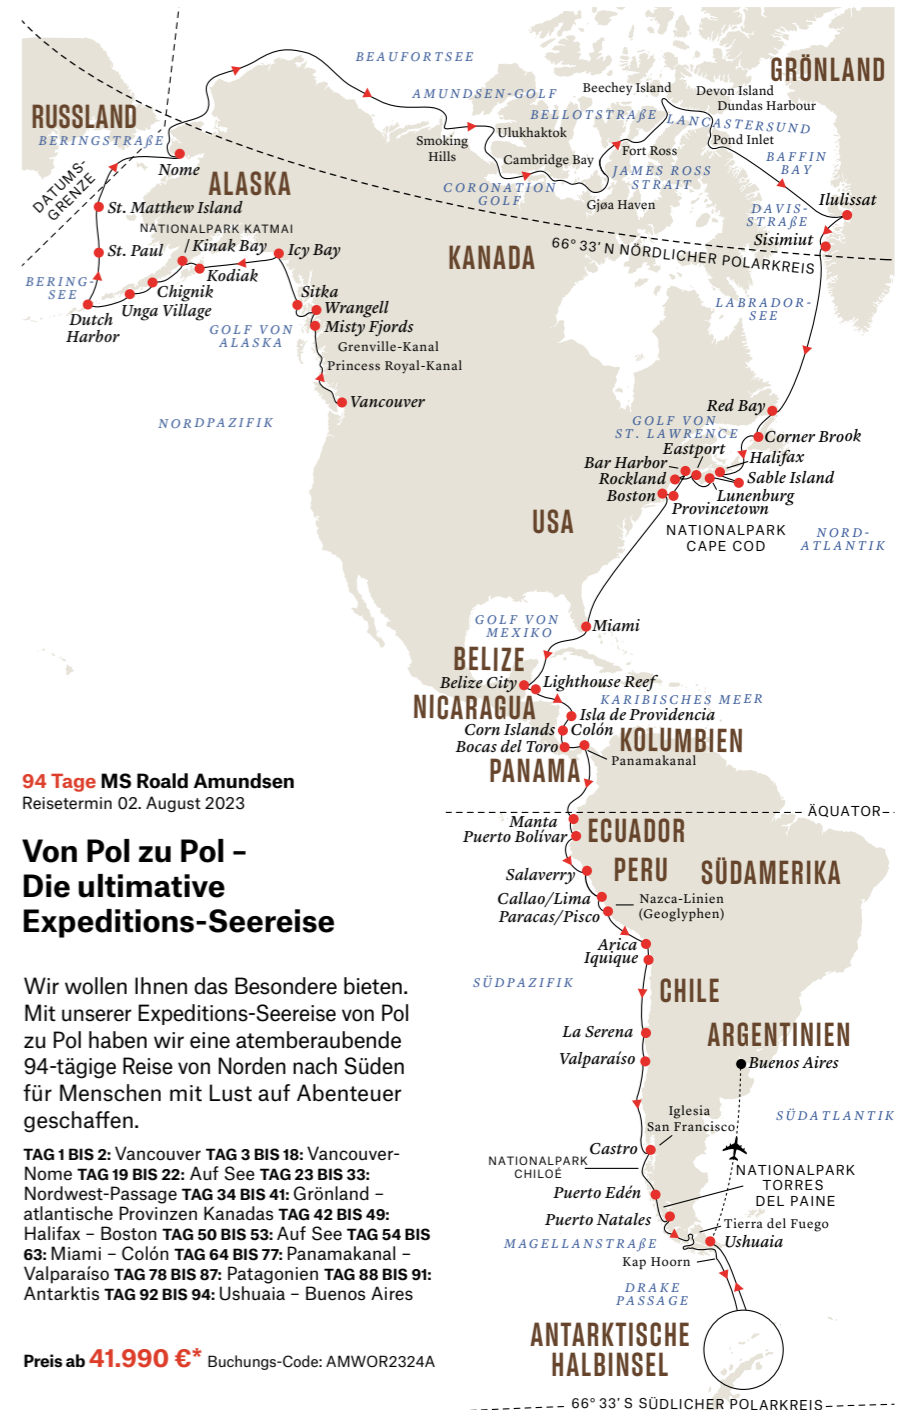 BEAUFORTSEE
GRÖNLAND
RUSSLAND
BERINGSTRAßE
AMUNDSEN-GOLF
Beechey Island
Devon Island
Dundas Harbour
BELLOTSTRAßE
LANCASTERSUND
Smoking
Hills
Ulukhaktok
Pond Inlet
Fort Ross
BAFFIN
BAY
Cambridge Bay
JAMES ROSS
STRAIT
CORONATION
GOLF
Gjøa Haven
Nome
DATUMS-
GRENZE
ALASKA
St. Matthew Island
NATIONALPARK KATMAI
Ilulissat
DAVIS-
STRAßE
Sisimiut
St. Paul
Kinak Bay
Icy Bay
KANADA
66° 33′ N NÖRDLICHER POLARKREIS
Kodiak
BERING-
SEE
Chignik
Unga Village
Sitka
Dutch
Harbor
GOLF VON
ALASKA
Wrangell
Misty Fjords
LABRADOR-
SEE
Grenville-Kanal
Princess Royal-Kanal
Vancouver
NORDPAZIFIK
Red Bay
GOLF VON
ST. LAWRENCE
Corner Brook
Eastport
Halifax
Bar Harbor
Rockland
Sable Island
Boston
Lunenburg
Provincetown
USA
NATIONALPARK
CAPE COD
NORD-
ATLANTIK
GOLF VON
MEXIKO
Miami
BELIZE
Belize City
Lighthouse Reef
NICARAGUA
KARIBISCHES MEER
Isla de Providencia
Corn Islands
Colón
Bocas del Toro
KOLUMBIEN
Panamakanal
PANAMA
94 Tage MS Roald Amundsen
Reisetermin 02. August 2023
ÄQUATOR
Manta
Puerto Bolívar
ECUADOR
Von Pol zu Pol –
Die ultimative
Expeditions-Seereise
Salaverry
PERU
SÜDAMERIKA
Callao/Lima
Paracas/Pisco
Nazca-Linien
(Geoglyphen)
Arica
Iquique
SÜDPAZIFIK
CHILE
La Serena
ARGENTINIEN
Valparaíso
Buenos Aires
Wir wollen Ihnen das Besondere bieten.
Mit unserer Expeditions-Seereise von Pol
zu Pol haben wir eine atemberaubende
94-tägige Reise von Norden nach Süden
für Menschen mit Lust auf Abenteuer
geschaffen.
Iglesia
San Francisco
SÜDATLANTIK
Castro
NATIONALPARK
CHILOÉ
NATIONALPARK
TORRES
DEL PAINE
Puerto Edén
Puerto Natales
Tierra del Fuego
MAGELLANSTRAßE
Ushuaia
Kap Hoorn
DRAKE
PASSAGE
TAG 1 BIS 2: Vancouver TAG 3 BIS 18: Vancouver-
Nome TAG 19 BIS 22: Auf See TAG 23 BIS 33:
Nordwest-Passage TAG 34 BIS 41: Grönland –
atlantische Provinzen Kanadas TAG 42 BIS 49:
Halifax – Boston TAG 50 BIS 53: Auf See TAG 54 BIS
63: Miami – Colón TAG 64 BIS 77: Panamakanal –
Valparaíso TAG 78 BIS 87: Patagonien TAG 88 BIS 91:
Antarktis TAG 92 BIS 94: Ushuaia – Buenos Aires
ANTARKTISCHE
HALBINSEL
Preis ab 41.990 €* Buchungs-Code: AMWOR2324A
66° 33′ S SÜDLICHER POLARKREIS